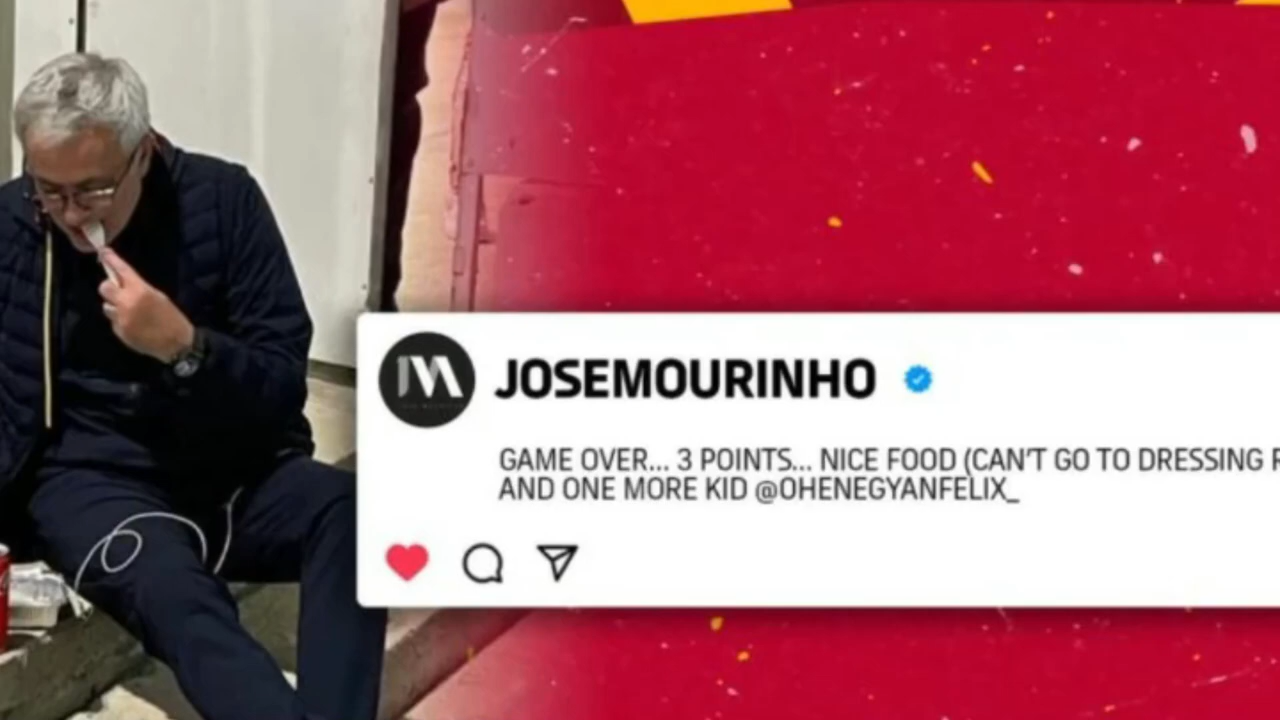 JOSEMOURINHO
GAME OVER... 3 POINTS... NICE FOOD (CAN'T GO TO DRESSING
AND ONE MORE KID @OHENEGYANFELIX_